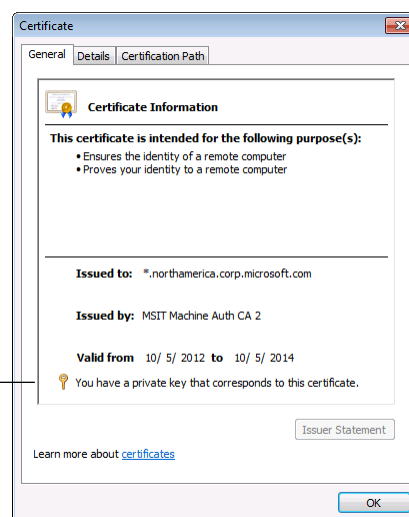 Certificate
General Details Certification Path
Certificate Information
This certificate is intended for the following purpose(s):
• Ensures the identity of a remote computer
• Proves your identity to a remote computer
Issued to: *.northamerica.corp.microsoft.com
Issued by: MSIT Machine Auth CA 2
Valid from 10/ 5/ 2012 to 10/ 5/ 2014
You have a private key that corresponds to this certificate.
Issuer Statement
Learn more about certificates
OK